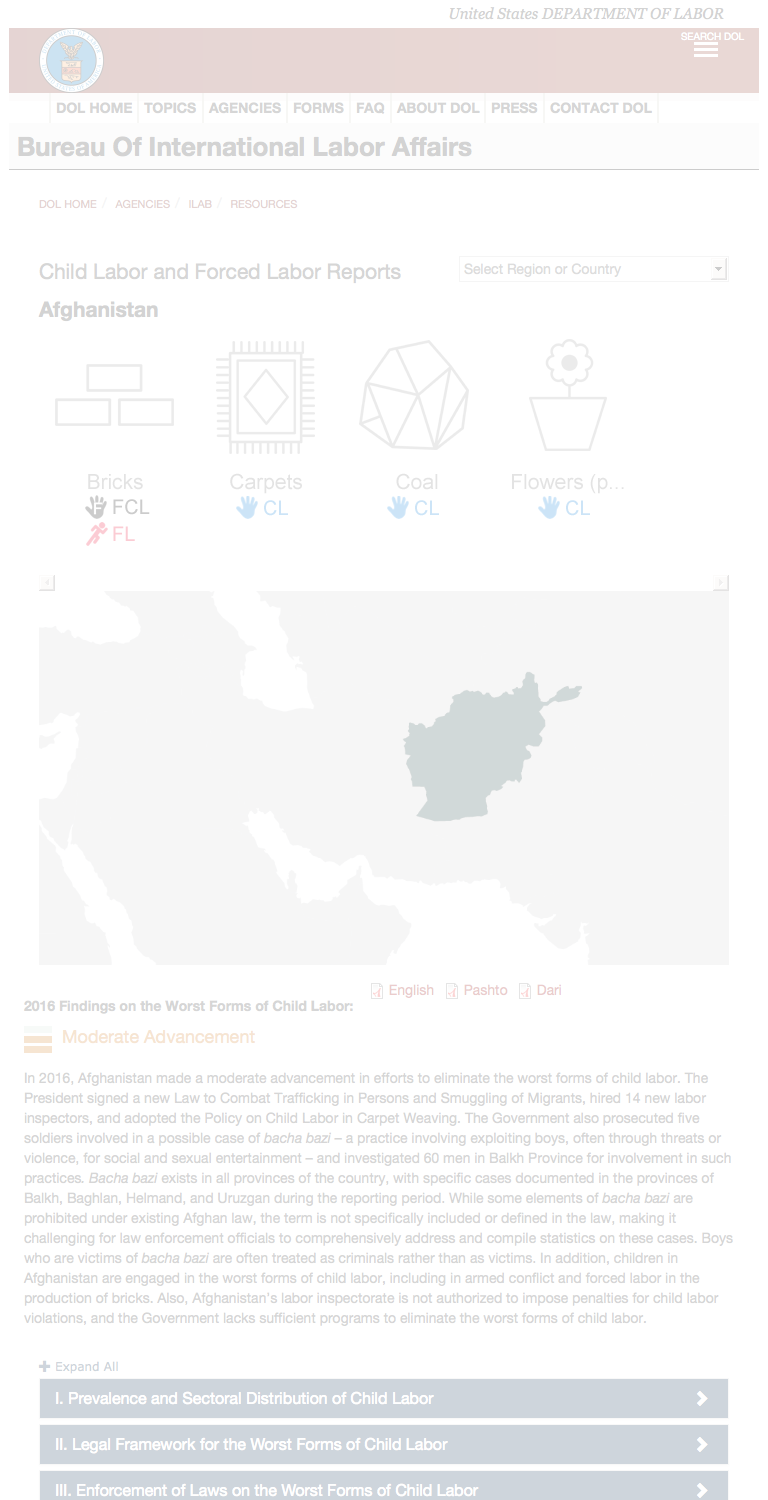 United States DEPARTMENT OF LABOR
SEARCH DOL
DOL HOME TOPICS AGENCIES FORMS FAQ ABOUT DOL PRESS CONTACT DOL
Bureau Of International Labor Affairs
DOL HOME / AGENCIES / ILAB / RESOURCES
Child Labor and Forced Labor Reports
Select Region or Country
Afghanistan
Bricks Carpets Coal Flowers (p...
FCL CL CL CL
FL
English Pashto Dari
2016 Findings on the Worst Forms of Child Labor:
Moderate Advancement
In 2016, Afghanistan made a moderate advancement in efforts to eliminate the worst forms of child labor. The
President signed a new Law to Combat Trafficking in Persons and Smuggling of Migrants, hired 14 new labor
inspectors, and adopted the Policy on Child Labor in Carpet Weaving. The Government also prosecuted five
soldiers involved in a possible case of bacha bazi – a practice involving exploiting boys, often through threats or
violence, for social and sexual entertainment – and investigated 60 men in Balkh Province for involvement in such
practices. Bacha bazi exists in all provinces of the country, with specific cases documented in the provinces of
Balkh, Baghlan, Helmand, and Uruzgan during the reporting period. While some elements of bacha bazi are
prohibited under existing Afghan law, the term is not specifically included or defined in the law, making it
challenging for law enforcement officials to comprehensively address and compile statistics on these cases. Boys
who are victims of bacha bazi are often treated as criminals rather than as victims. In addition, children in
Afghanistan are engaged in the worst forms of child labor, including in armed conflict and forced labor in the
production of bricks. Also, Afghanistan's labor inspectorate is not authorized to impose penalties for child labor
violations, and the Government lacks sufficient programs to eliminate the worst forms of child labor.
Expand All
I. Prevalence and Sectoral Distribution of Child Labor
II. Legal Framework for the Worst Forms of Child Labor
III. Enforcement of Laws on the Worst Forms of Child Labor